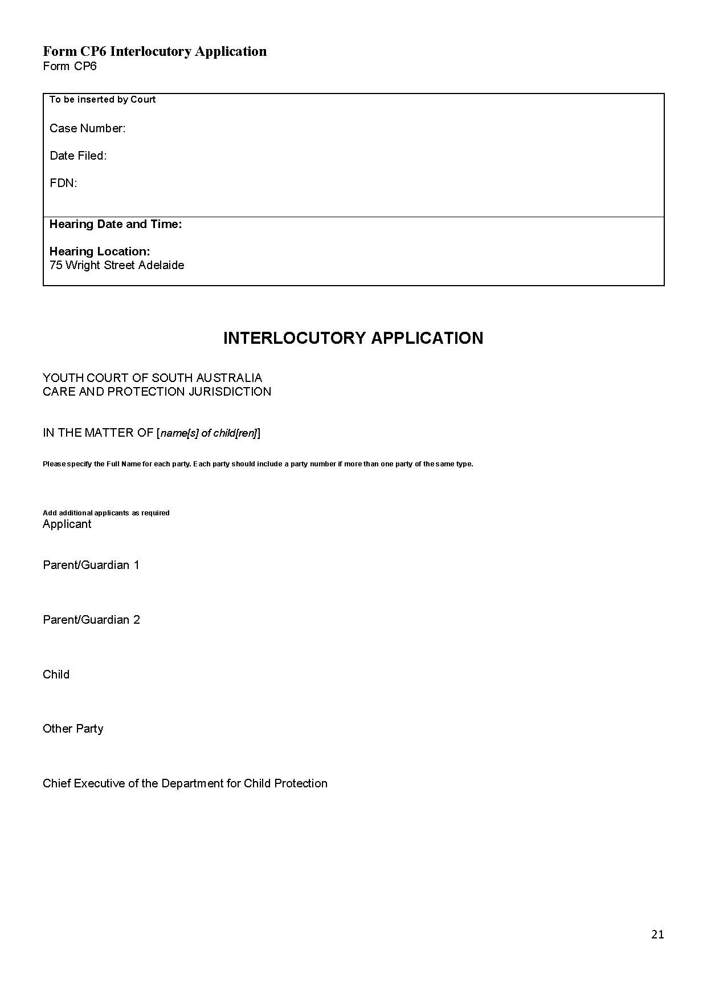 Form CP6 Interlocutory Application
Form CP6
To be inserted by Court
Case Number:
Date Filed:
FDN:
Hearing Date and Time:
Hearing Location:
75 Wright Street Adelaide
INTERLOCUTORY APPLICATION
YOUTH COURT OF SOUTH AUSTRALIA
CARE AND PROTECTION JURISDICTION
IN THE MATTER OF [name[s] of child[ren]]
Please specify the Full Name for each party. Each party should include a party number if more than one party of the same type.
Add additional applicants as required
Applicant
Parent/Guardian 1
Parent/Guardian 2
Child
Other Party
Chief Executive of the Department for Child Protection
21